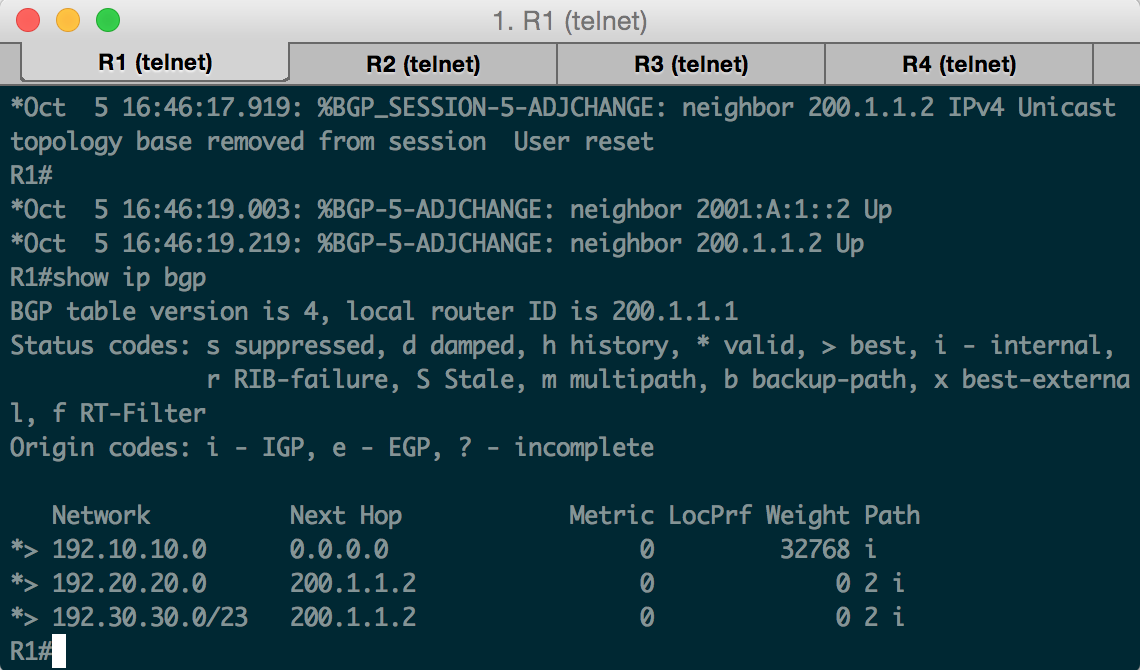 1. R1 (telnet)
R1 (telnet) R2 (telnet) R3 (telnet) R4 (telnet)
*Oct  5 16:46:17.919: %BGP_SESSION-5-ADJCHANGE: neighbor 200.1.1.2 IPv4 Unicast
topology base removed from session  User reset
R1#
*Oct  5 16:46:19.003: %BGP-5-ADJCHANGE: neighbor 2001:A:1::2 Up
*Oct  5 16:46:19.219: %BGP-5-ADJCHANGE: neighbor 200.1.1.2 Up
R1#show ip bgp
BGP table version is 4, local router ID is 200.1.1.1
Status codes: s suppressed, d damped, h history, * valid, > best, i - internal,
              r RIB-failure, S Stale, m multipath, b backup-path, x best-externa
l, f RT-Filter
Origin codes: i - IGP, e - EGP, ? - incomplete
   Network          Next Hop            Metric LocPrf Weight Path
*> 192.10.10.0      0.0.0.0                  0         32768 i
*> 192.20.20.0      200.1.1.2                0             0 2 i
*> 192.30.30.0/23   200.1.1.2                0             0 2 i
R1#